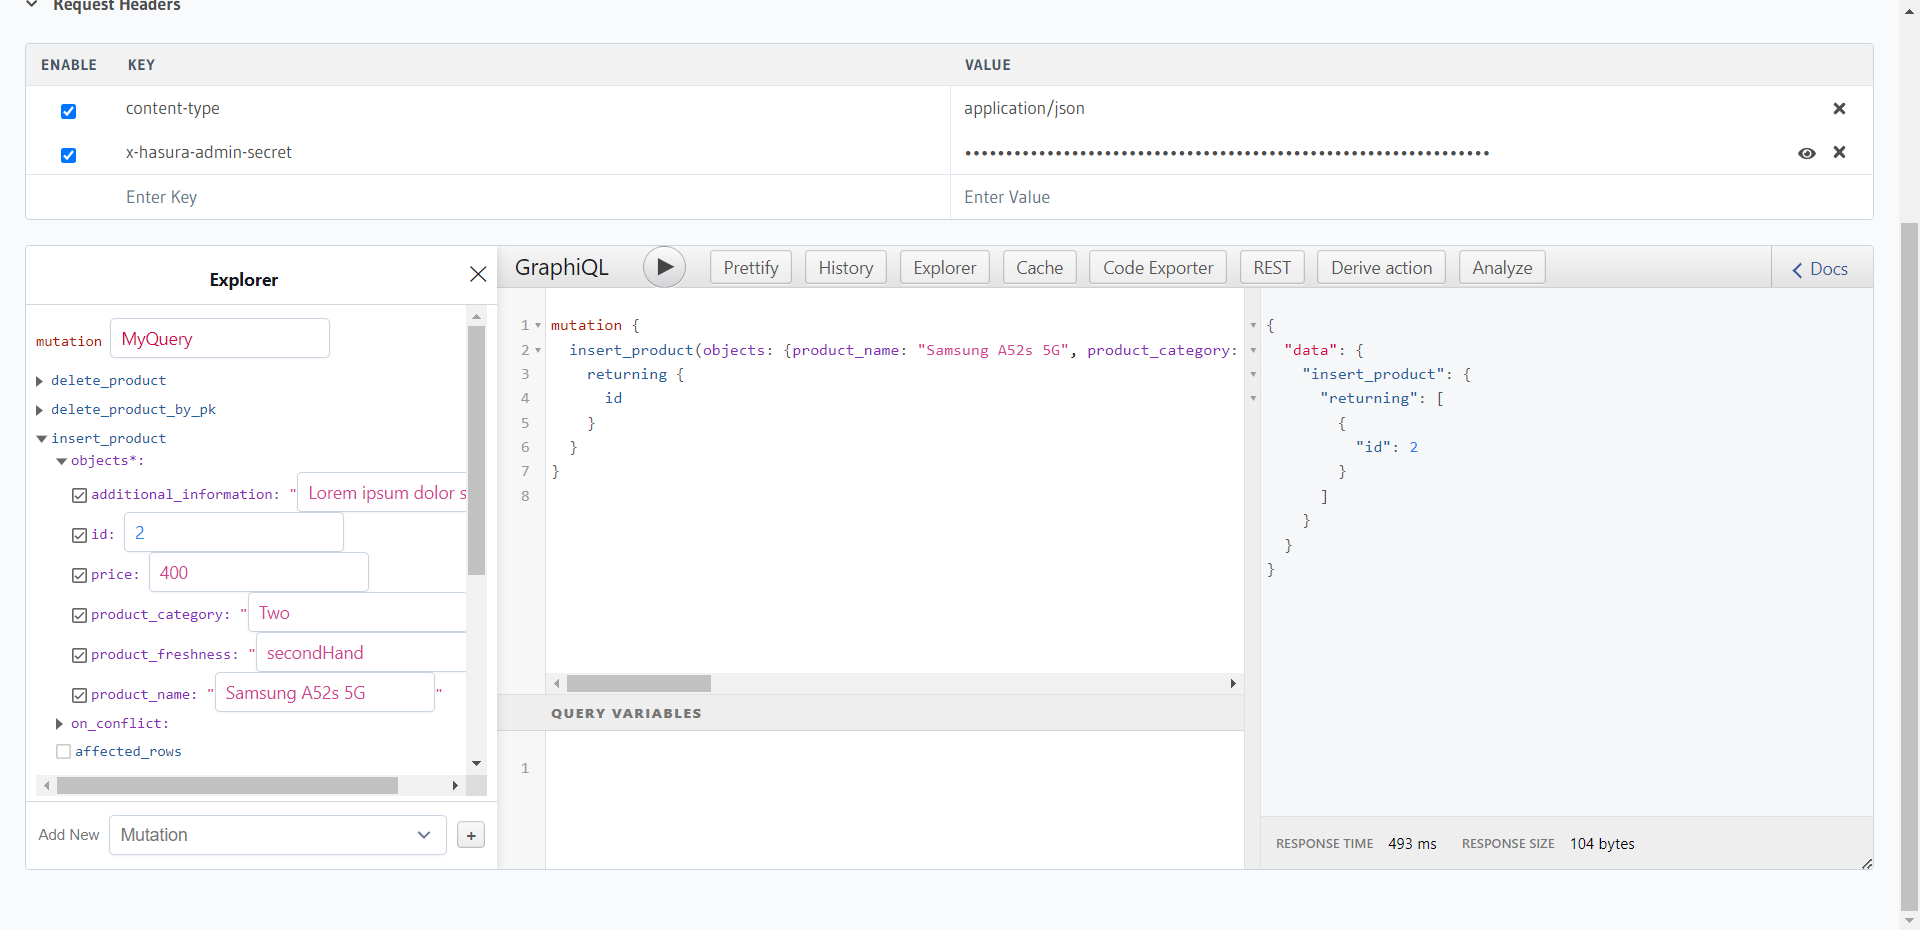 Request Headers
ENABLE KEY VALUE
content-type application/json
x-hasura-admin-secret ••••••••••••••••••••••••••••••••••••••••••••••••••••••••••••••••
Enter Key Enter Value
Explorer
mutation MyQuery
delete_product
delete_product_by_pk
insert_product
objects*:
additional_information: " Lorem ipsum dolor s
id: 2
price: 400
product_category: " Two
product_freshness: " secondHand
product_name: " Samsung A52s 5G "
on_conflict:
affected_rows
Add New Mutation +
GraphiQL Prettify History Explorer Cache Code Exporter REST Derive action Analyze Docs
1 mutation {
2 insert_product(objects: {product_name: "Samsung A52s 5G", product_category:
3 returning {
4 id
5 }
6 }
7 }
8
QUERY VARIABLES
1
{
"data": {
"insert_product": {
"returning": [
{
"id": 2
}
]
}
}
}
RESPONSE TIME 493 ms RESPONSE SIZE 104 bytes